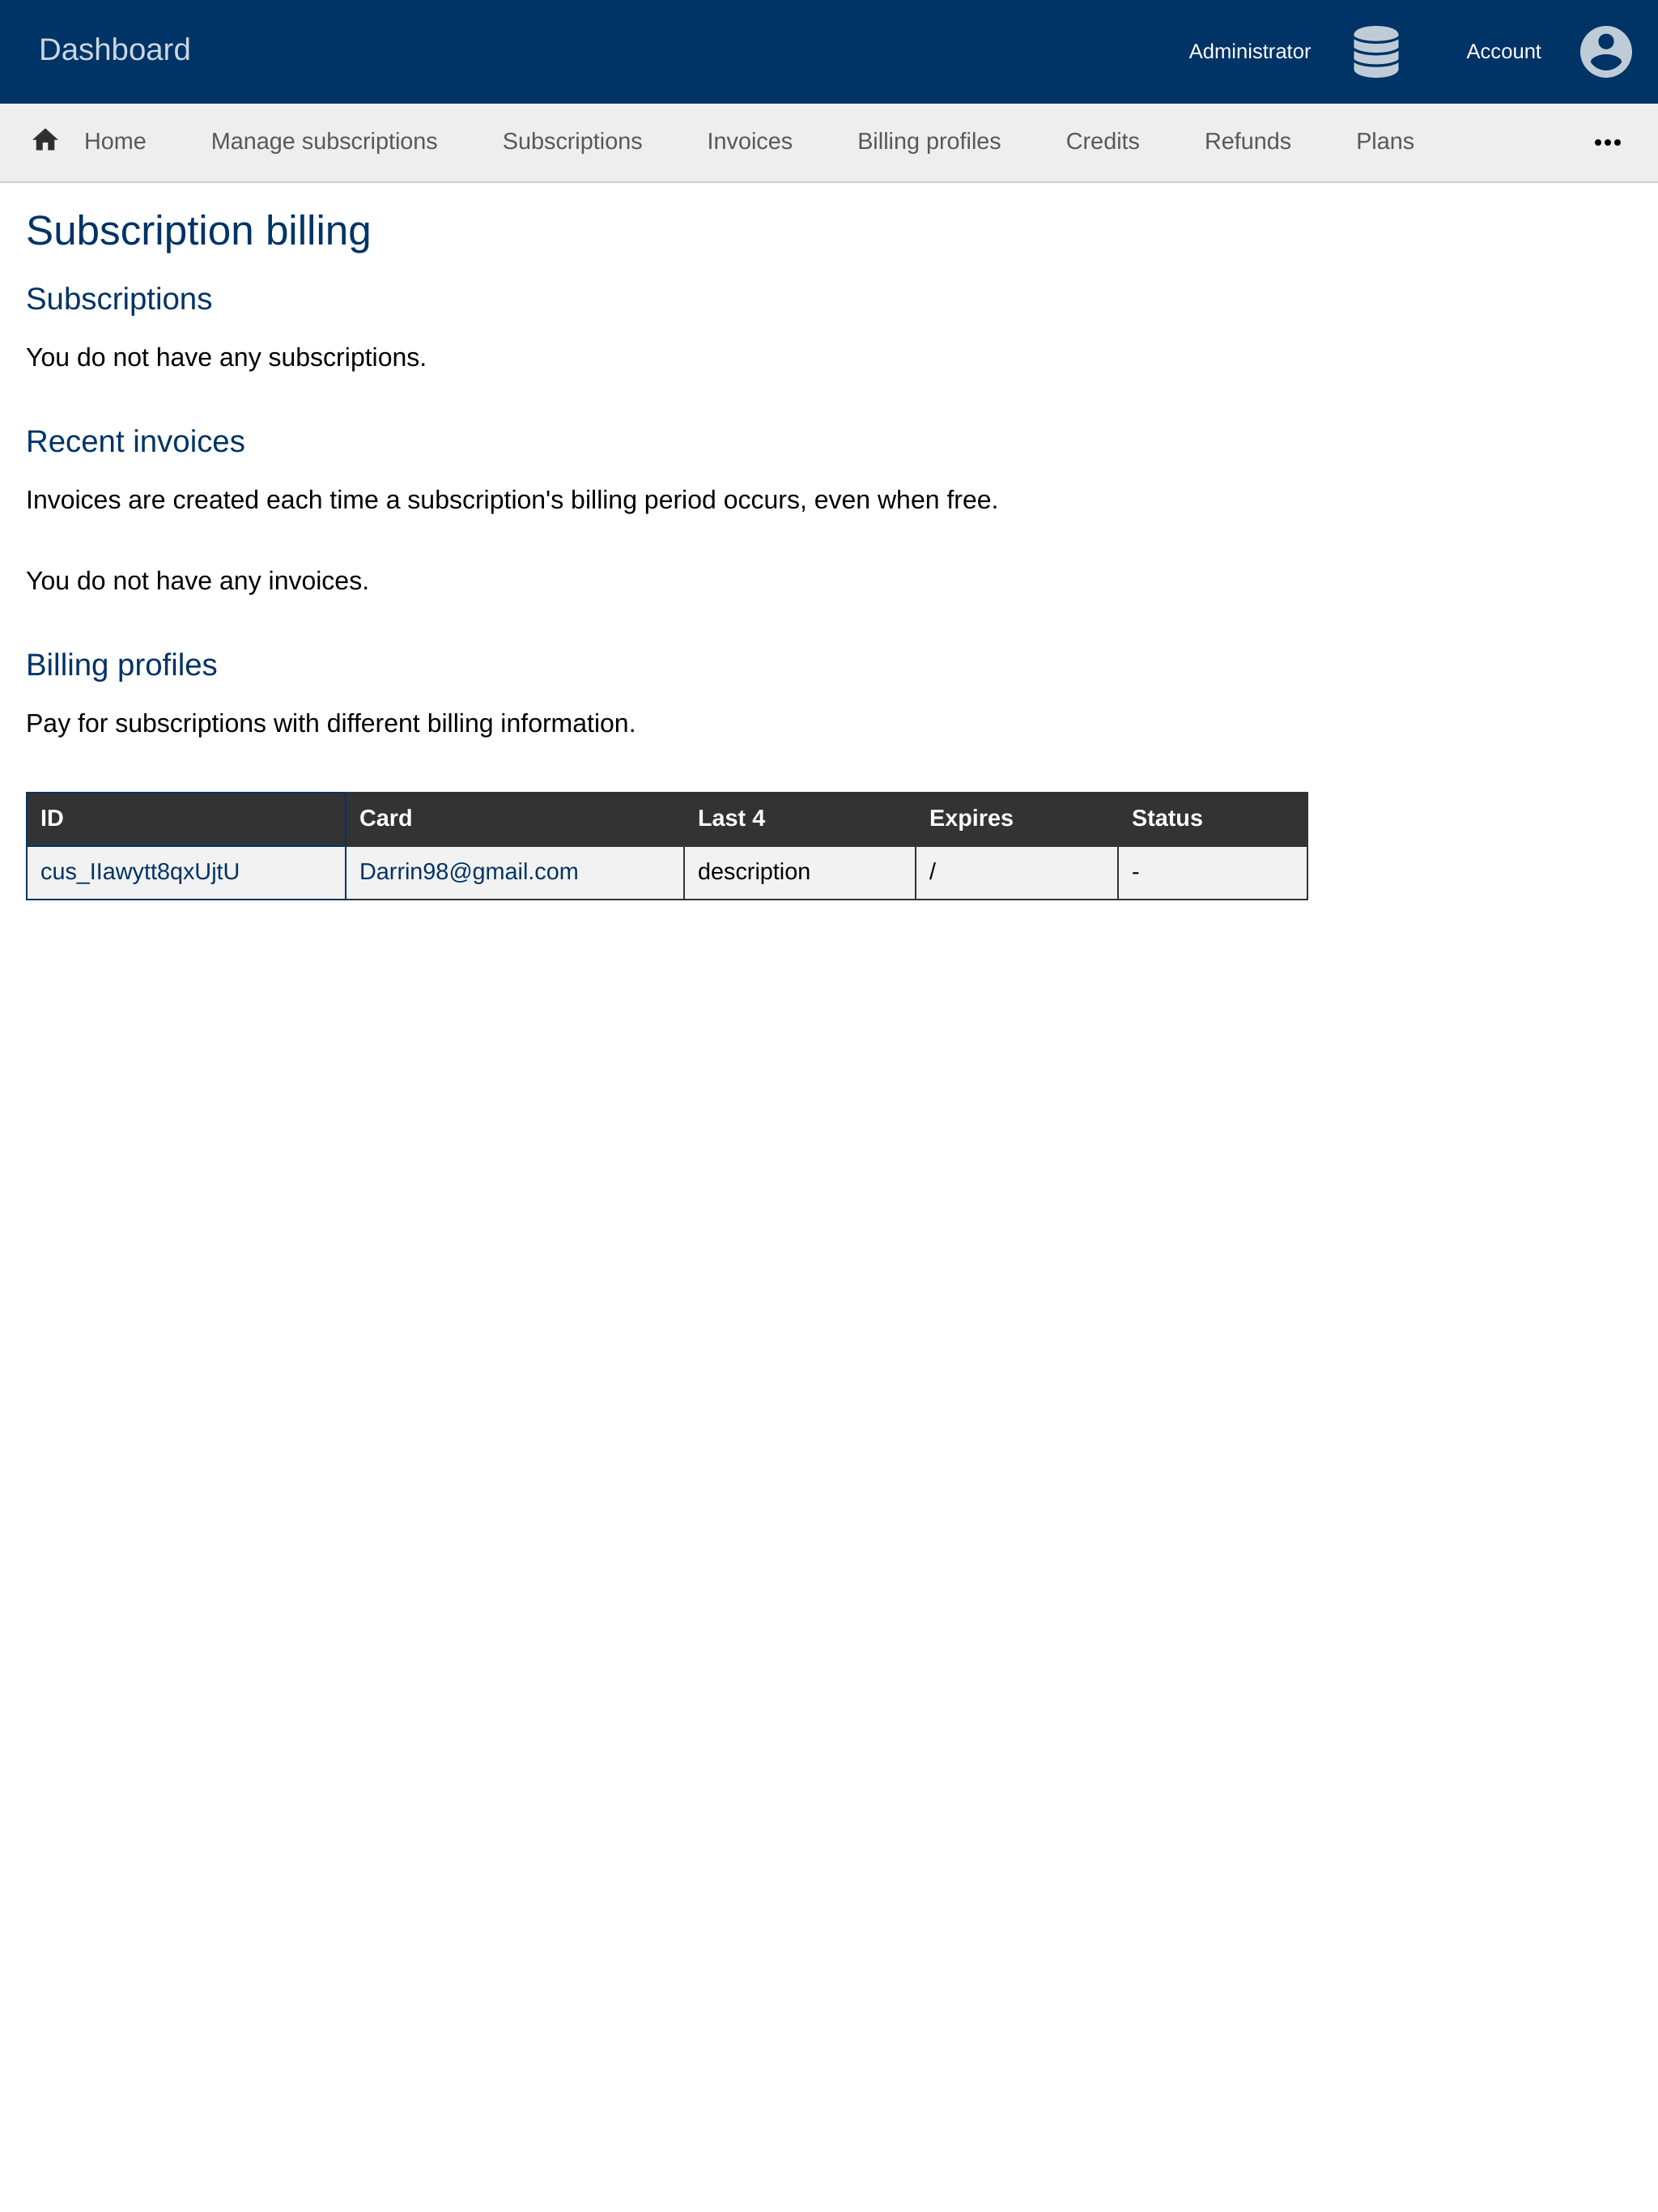 Dashboard Administrator Account
Home Manage subscriptions Subscriptions Invoices Billing profiles Credits Refunds Plans •••
Subscription billing
Subscriptions
You do not have any subscriptions.
Recent invoices
Invoices are created each time a subscription's billing period occurs, even when free.
You do not have any invoices.
Billing profiles
Pay for subscriptions with different billing information.
ID Card Last 4 Expires Status
cus_IIawytt8qxUjtU Darrin98@gmail.com description / -